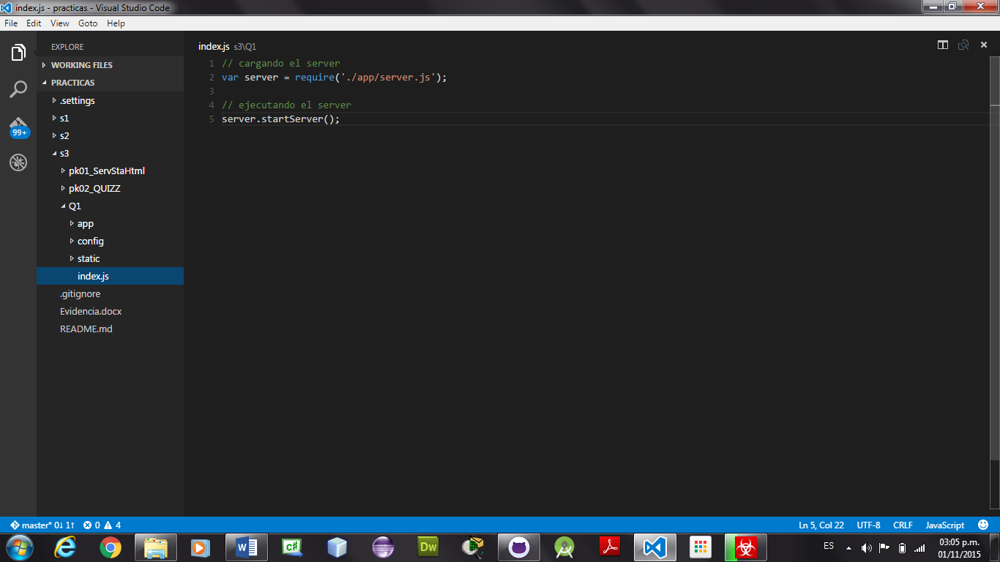 index.js - practicas - Visual Studio Code
File Edit View Goto Help
EXPLORE
WORKING FILES
PRACTICAS
.settings
s1
s2
s3
pk01_ServStaHtml
pk02_QUIZZ
Q1
app
config
static
index.js
.gitignore
Evidencia.docx
README.md
99+
index.js s3\Q1
1 // cargando el server
2 var server = require('./app/server.js');
3
4 // ejecutando el server
5 server.startServer();
master* 0↓ 1↑ 0 4
Ln 5, Col 22 UTF-8 CRLF JavaScript
W C# Dw
ES
03:05 p.m.
01/11/2015